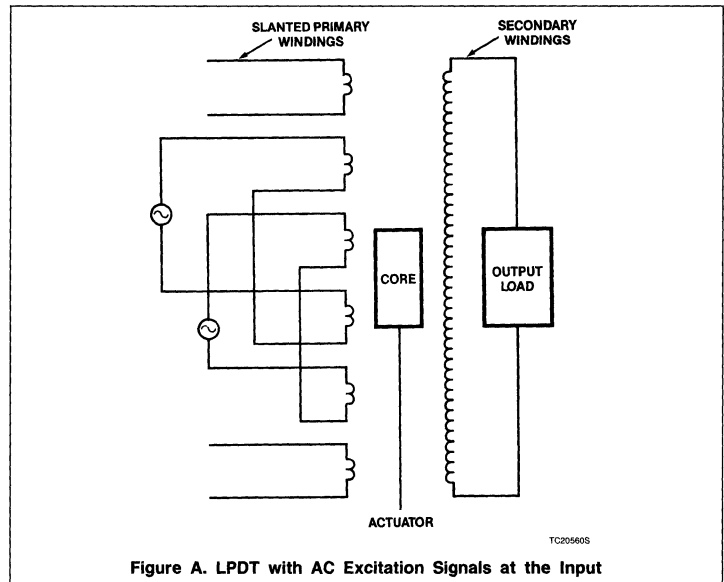 SLANTED PRIMARY
WINDINGS
SECONDARY
WINDINGS
CORE
OUTPUT
LOAD
ACTUATOR
TC20560S
Figure A. LPDT with AC Excitation Signals at the Input